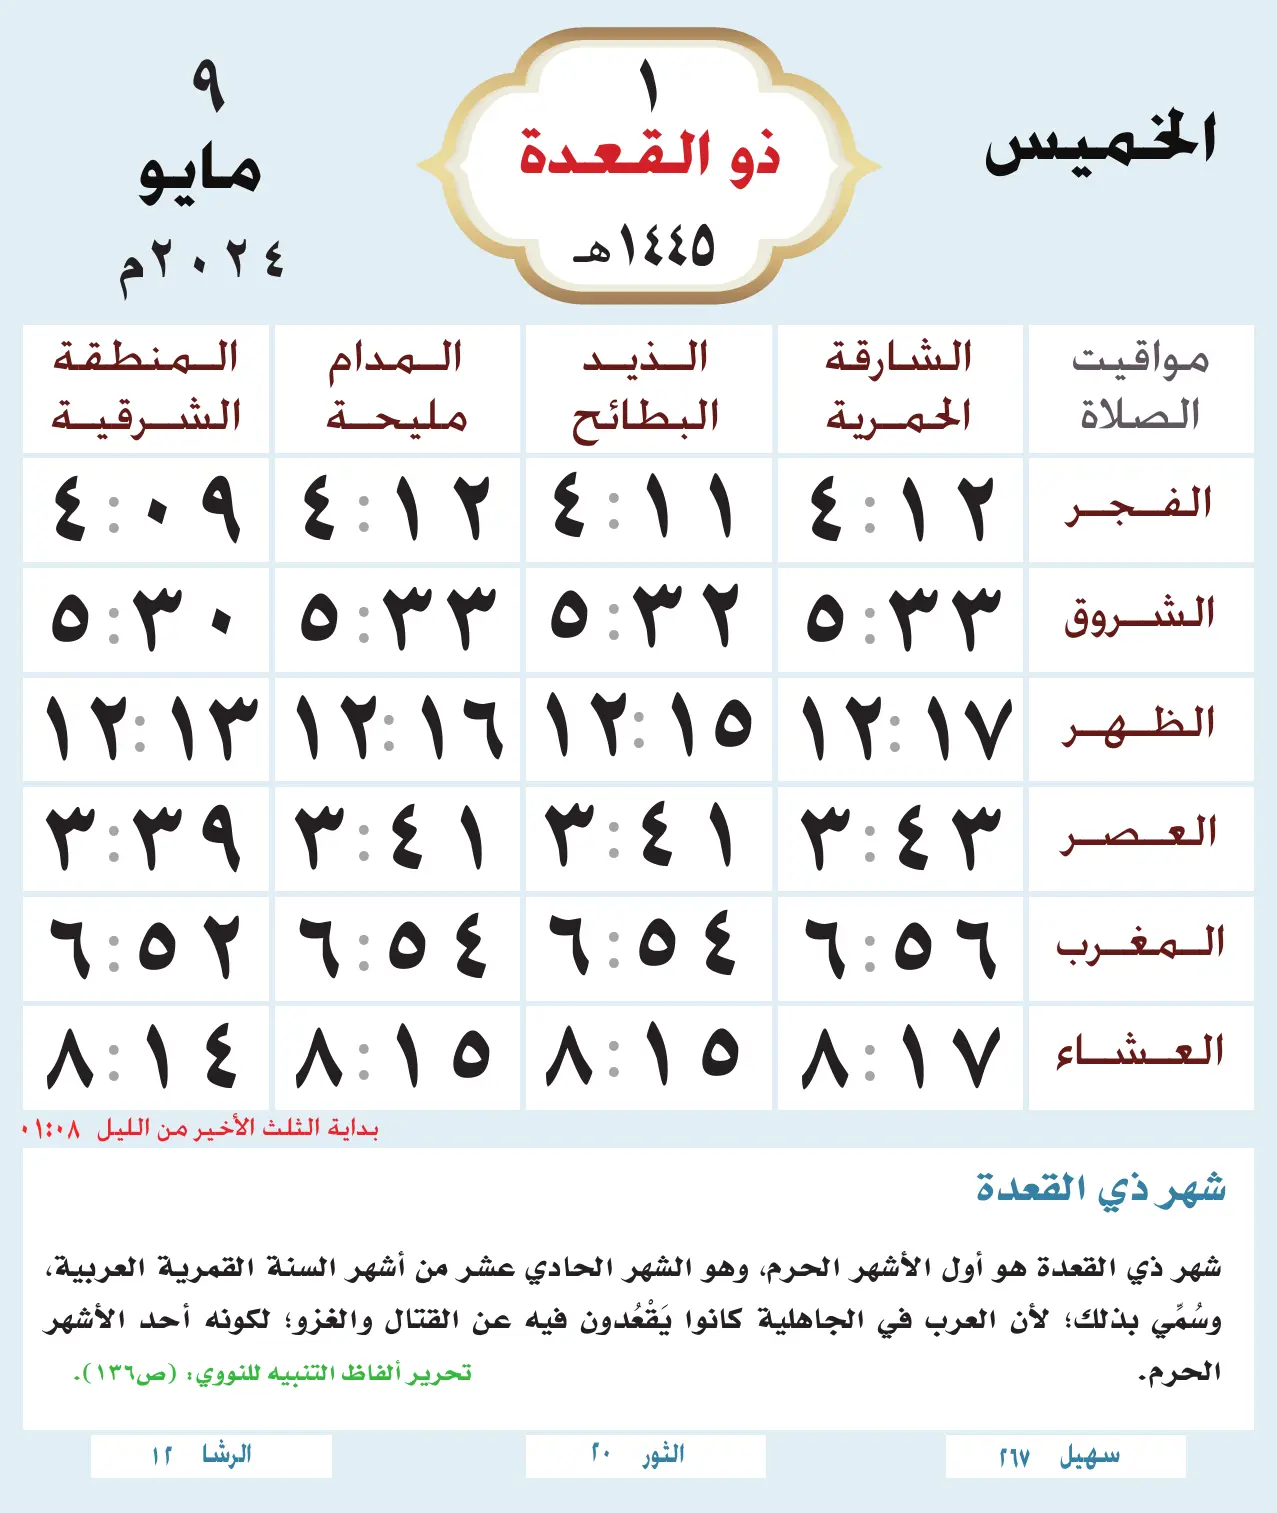 الخميس
١
ذو القعدة
١٤٤٥هـ
٩
مايو
٢٠٢٤م
مواقيت الصلاة
الشارقة الحمرية
الذيد البطائح
المدام مليحة
المنطقة الشرقية
الفجر ٤:١٢ ٤:١١ ٤:١٢ ٤:٠٩
الشروق ٥:٣٣ ٥:٣٢ ٥:٣٣ ٥:٣٠
الظهر ١٢:١٧ ١٢:١٥ ١٢:١٦ ١٢:١٣
العصر ٣:٤٣ ٣:٤١ ٣:٤١ ٣:٣٩
المغرب ٦:٥٦ ٦:٥٤ ٦:٥٤ ٦:٥٢
العشاء ٨:١٧ ٨:١٥ ٨:١٥ ٨:١٤
بداية الثلث الأخير من الليل ٠١:٠٨
شهر ذي القعدة
شهر ذي القعدة هو أول الأشهر الحرم، وهو الشهر الحادي عشر من أشهر السنة القمرية العربية،
وسُمِّي بذلك؛ لأن العرب في الجاهلية كانوا يَقْعُدون فيه عن القتال والغزو؛ لكونه أحد الأشهر
الحرم.
تحرير ألفاظ التنبيه للنووي: (ص١٣٦).
سهيل ٢٦٧
الثور ٢٠
الرشا ١٢